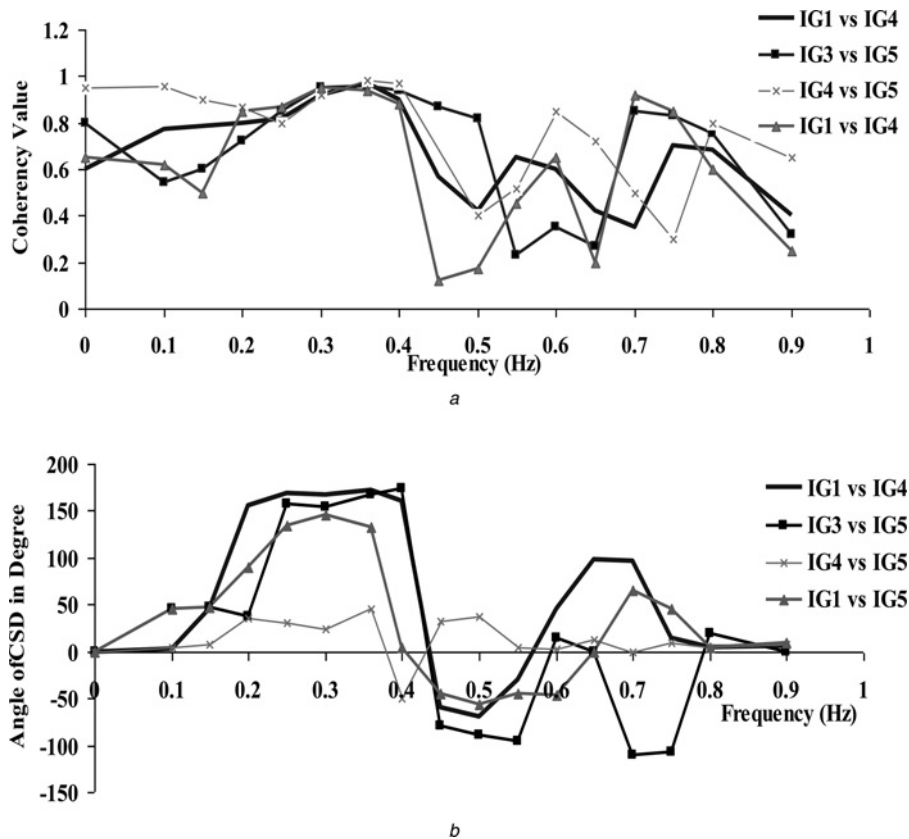 IG1 vs IG4
IG3 vs IG5
IG4 vs IG5
IG1 vs IG4
Coherency Value
1.2
1
0.8
0.6
0.4
0.2
0
0 0.1 0.2 0.3 0.4 0.5 0.6 0.7 0.8 0.9 1
Frequency (Hz)
a
IG1 vs IG4
IG3 vs IG5
IG4 vs IG5
IG1 vs IG5
Angle ofCSD in Degree
200
150
100
50
0
-50
-100
-150
0 0.1 0.2 0.3 0.4 0.5 0.6 0.7 0.8 0.9 1
Frequency (Hz)
b